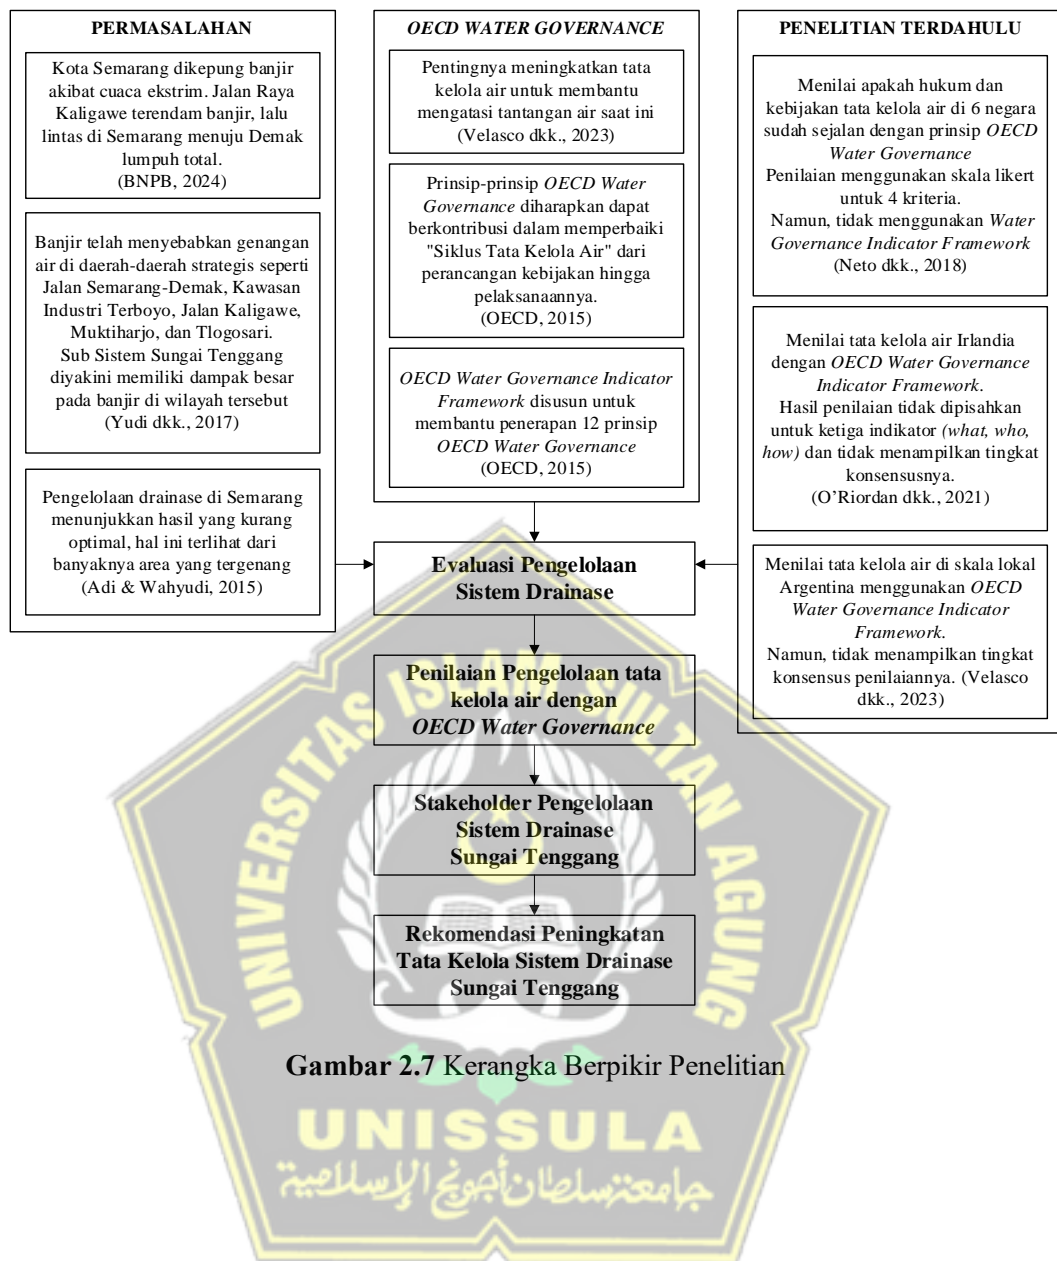 PERMASALAHAN
Kota Semarang dikepung banjir
akibat cuaca ekstrim. Jalan Raya
Kaligawe terendam banjir, lalu
lintas di Semarang menuju Demak
lumpuh total.
(BNPB, 2024)
Banjir telah menyebabkan genangan
air di daerah-daerah strategis seperti
Jalan Semarang-Demak, Kawasan
Industri Terboyo, Jalan Kaligawe,
Muktiharjo, dan Tlogosari.
Sub Sistem Sungai Tenggang
diyakini memiliki dampak besar
pada banjir di wilayah tersebut
(Yudi dkk., 2017)
Pengelolaan drainase di Semarang
menunjukkan hasil yang kurang
optimal, hal ini terlihat dari
banyaknya area yang tergenang
(Adi & Wahyudi, 2015)
OECD WATER GOVERNANCE
Pentingnya meningkatkan tata
kelola air untuk membantu
mengatasi tantangan air saat ini
(Velasco dkk., 2023)
Prinsip-prinsip OECD Water
Governance diharapkan dapat
berkontribusi dalam memperbaiki
"Siklus Tata Kelola Air" dari
perancangan kebijakan hingga
pelaksanaannya.
(OECD, 2015)
OECD Water Governance Indicator
Framework disusun untuk
membantu penerapan 12 prinsip
OECD Water Governance
(OECD, 2015)
PENELITIAN TERDAHULU
Menilai apakah hukum dan
kebijakan tata kelola air di 6 negara
sudah sejalan dengan prinsip OECD
Water Governance
Penilaian menggunakan skala likert
untuk 4 kriteria.
Namun, tidak menggunakan Water
Governance Indicator Framework
(Neto dkk., 2018)
Menilai tata kelola air Irlandia
dengan OECD Water Governance
Indicator Framework.
Hasil penilaian tidak dipisahkan
untuk ketiga indikator (what, who,
how) dan tidak menampilkan tingkat
konsensusnya.
(O’Riordan dkk., 2021)
Menilai tata kelola air di skala lokal
Argentina menggunakan OECD
Water Governance Indicator
Framework.
Namun, tidak menampilkan tingkat
konsensus penilaiannya. (Velasco
dkk., 2023)
Evaluasi Pengelolaan
Sistem Drainase
Penilaian Pengelolaan tata
kelola air dengan
OECD Water Governance
Stakeholder Pengelolaan
Sistem Drainase
Sungai Tenggang
Rekomendasi Peningkatan
Tata Kelola Sistem Drainase
Sungai Tenggang
Gambar 2.7 Kerangka Berpikir Penelitian
UNIVERSITAS ISLAM SULTAN AGUNG
UNISSULA
جامعتسلطان أجونج الإسلامية